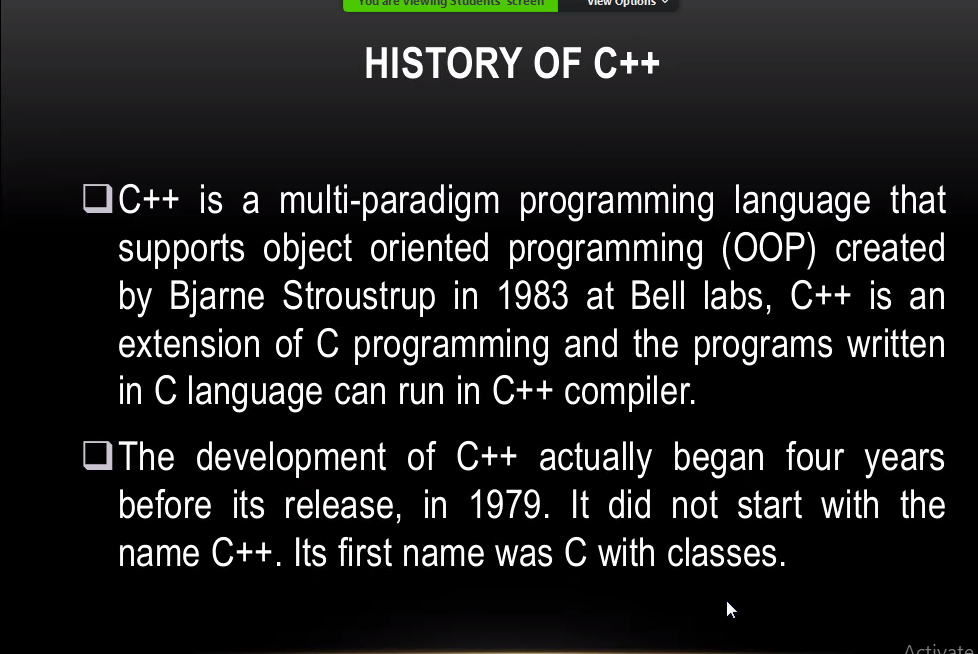 You are viewing Students' screen View Options
HISTORY OF C++
C++ is a multi-paradigm programming language that
supports object oriented programming (OOP) created
by Bjarne Stroustrup in 1983 at Bell labs, C++ is an
extension of C programming and the programs written
in C language can run in C++ compiler.
The development of C++ actually began four years
before its release, in 1979. It did not start with the
name C++. Its first name was C with classes.
Activate